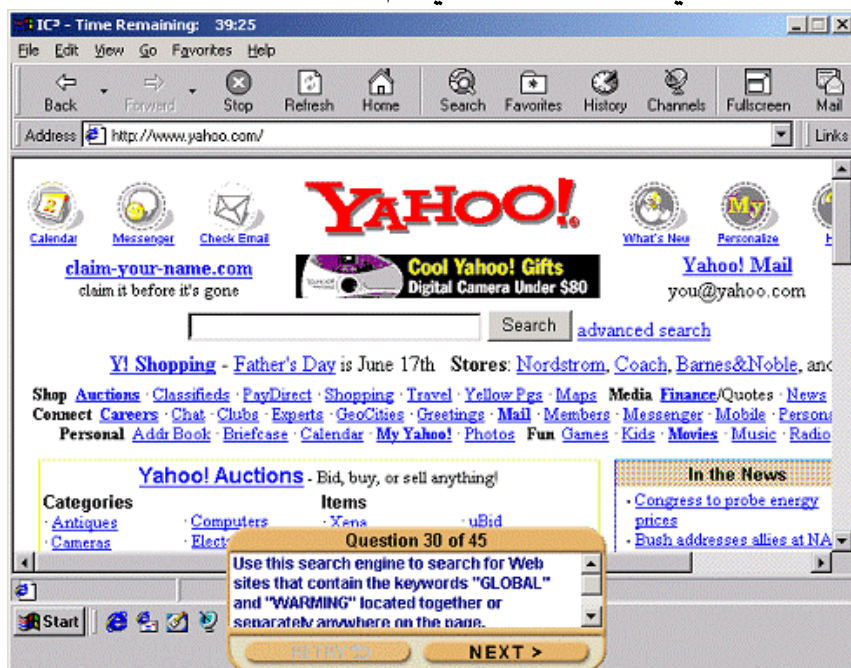 IC³ - Time Remaining: 39:25
File Edit View Go Favorites Help
Back Forward Stop Refresh Home Search Favorites History Channels Fullscreen Mail
Address http://www.yahoo.com/ Links
YAHOO!
Calendar Messenger Check Email What's New Personalize H
claim-your-name.com
claim it before it's gone
Cool Yahoo! Gifts
Digital Camera Under $80
Yahoo! Mail
you@yahoo.com
Search advanced search
Y! Shopping - Father's Day is June 17th Stores: Nordstrom, Coach, Barnes&Noble, and
Shop Auctions · Classifieds · PayDirect · Shopping · Travel · Yellow Pgs · Maps Media Finance/Quotes · News
Connect Careers · Chat · Clubs · Experts · GeoCities · Greetings · Mail · Members · Messenger · Mobile · Persona
Personal Addr Book · Briefcase · Calendar · My Yahoo! · Photos Fun Games · Kids · Movies · Music · Radio
Yahoo! Auctions - Bid, buy, or sell anything!
Categories Items
· Antiques · Computers · Xena · uBid
· Cameras · Elect
In the News
· Congress to probe energy
prices
· Bush addresses allies at NA
Question 30 of 45
Use this search engine to search for Web
sites that contain the keywords "GLOBAL"
and "WARMING" located together or
separately anywhere on the page.
RETRY NEXT >
Start